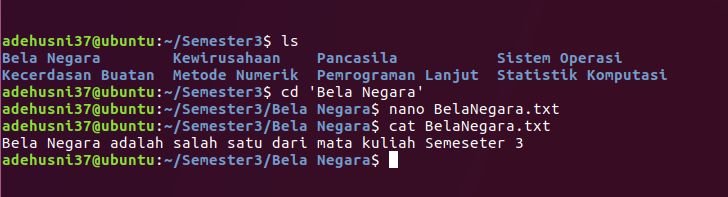 adehusni37@ubuntu:~/Semester3$ ls
Bela Negara        Kewirusahaan    Pancasila           Sistem Operasi
Kecerdasan Buatan  Metode Numerik  Pemprograman Lanjut  Statistik Komputasi
adehusni37@ubuntu:~/Semester3$ cd 'Bela Negara'
adehusni37@ubuntu:~/Semester3/Bela Negara$ nano BelaNegara.txt
adehusni37@ubuntu:~/Semester3/Bela Negara$ cat BelaNegara.txt
Bela Negara adalah salah satu dari mata kuliah Semeseter 3
adehusni37@ubuntu:~/Semester3/Bela Negara$